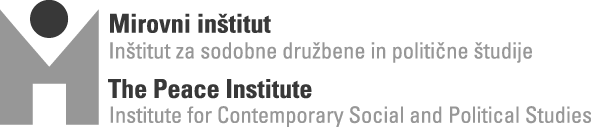 Mirovni inštitut
Inštitut za sodobne družbene in politične študije
The Peace Institute
Institute for Contemporary Social and Political Studies